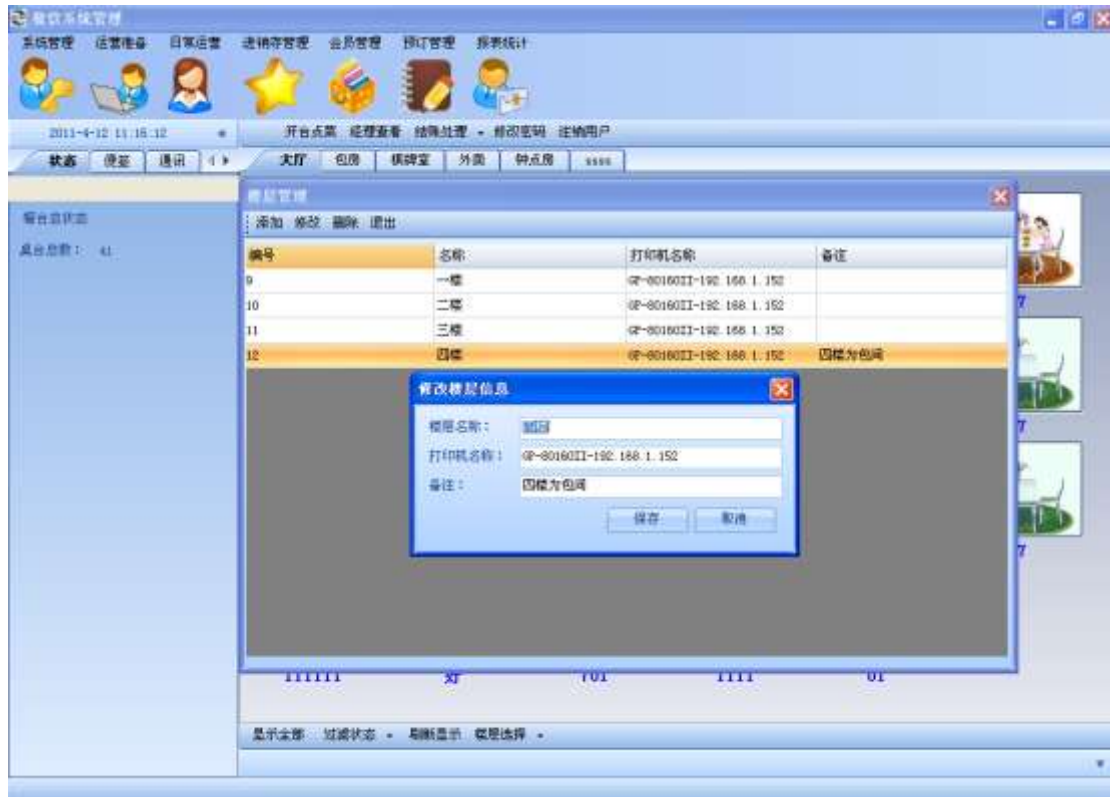 餐饮系统管理
系统管理 运营准备 日常运营 进销存管理 会员管理 预订管理 报表统计
2011-4-12 11:16:12 开台点菜 经理查看 结账处理 修改密码 注销用户
状态 便签 通讯 大厅 包房 棋牌室 外面 钟点房 ssss
楼层管理
餐台总状态
添加 修改 删除 退出
桌台总数： 41
编号 名称 打印机名称 备注
9 一楼 GP-80160II-192.168.1.152
10 二楼 GP-80160II-192.168.1.152
11 三楼 GP-80160II-192.168.1.152
12 四楼 GP-80160II-192.168.1.152 四楼为包间
修改楼层信息
楼层名称： 四楼
打印机名称： GP-80160II-192.168.1.152
备注： 四楼为包间
保存 取消
111111 好 701 1111 01
显示全部 过滤状态 刷新显示 楼层选择